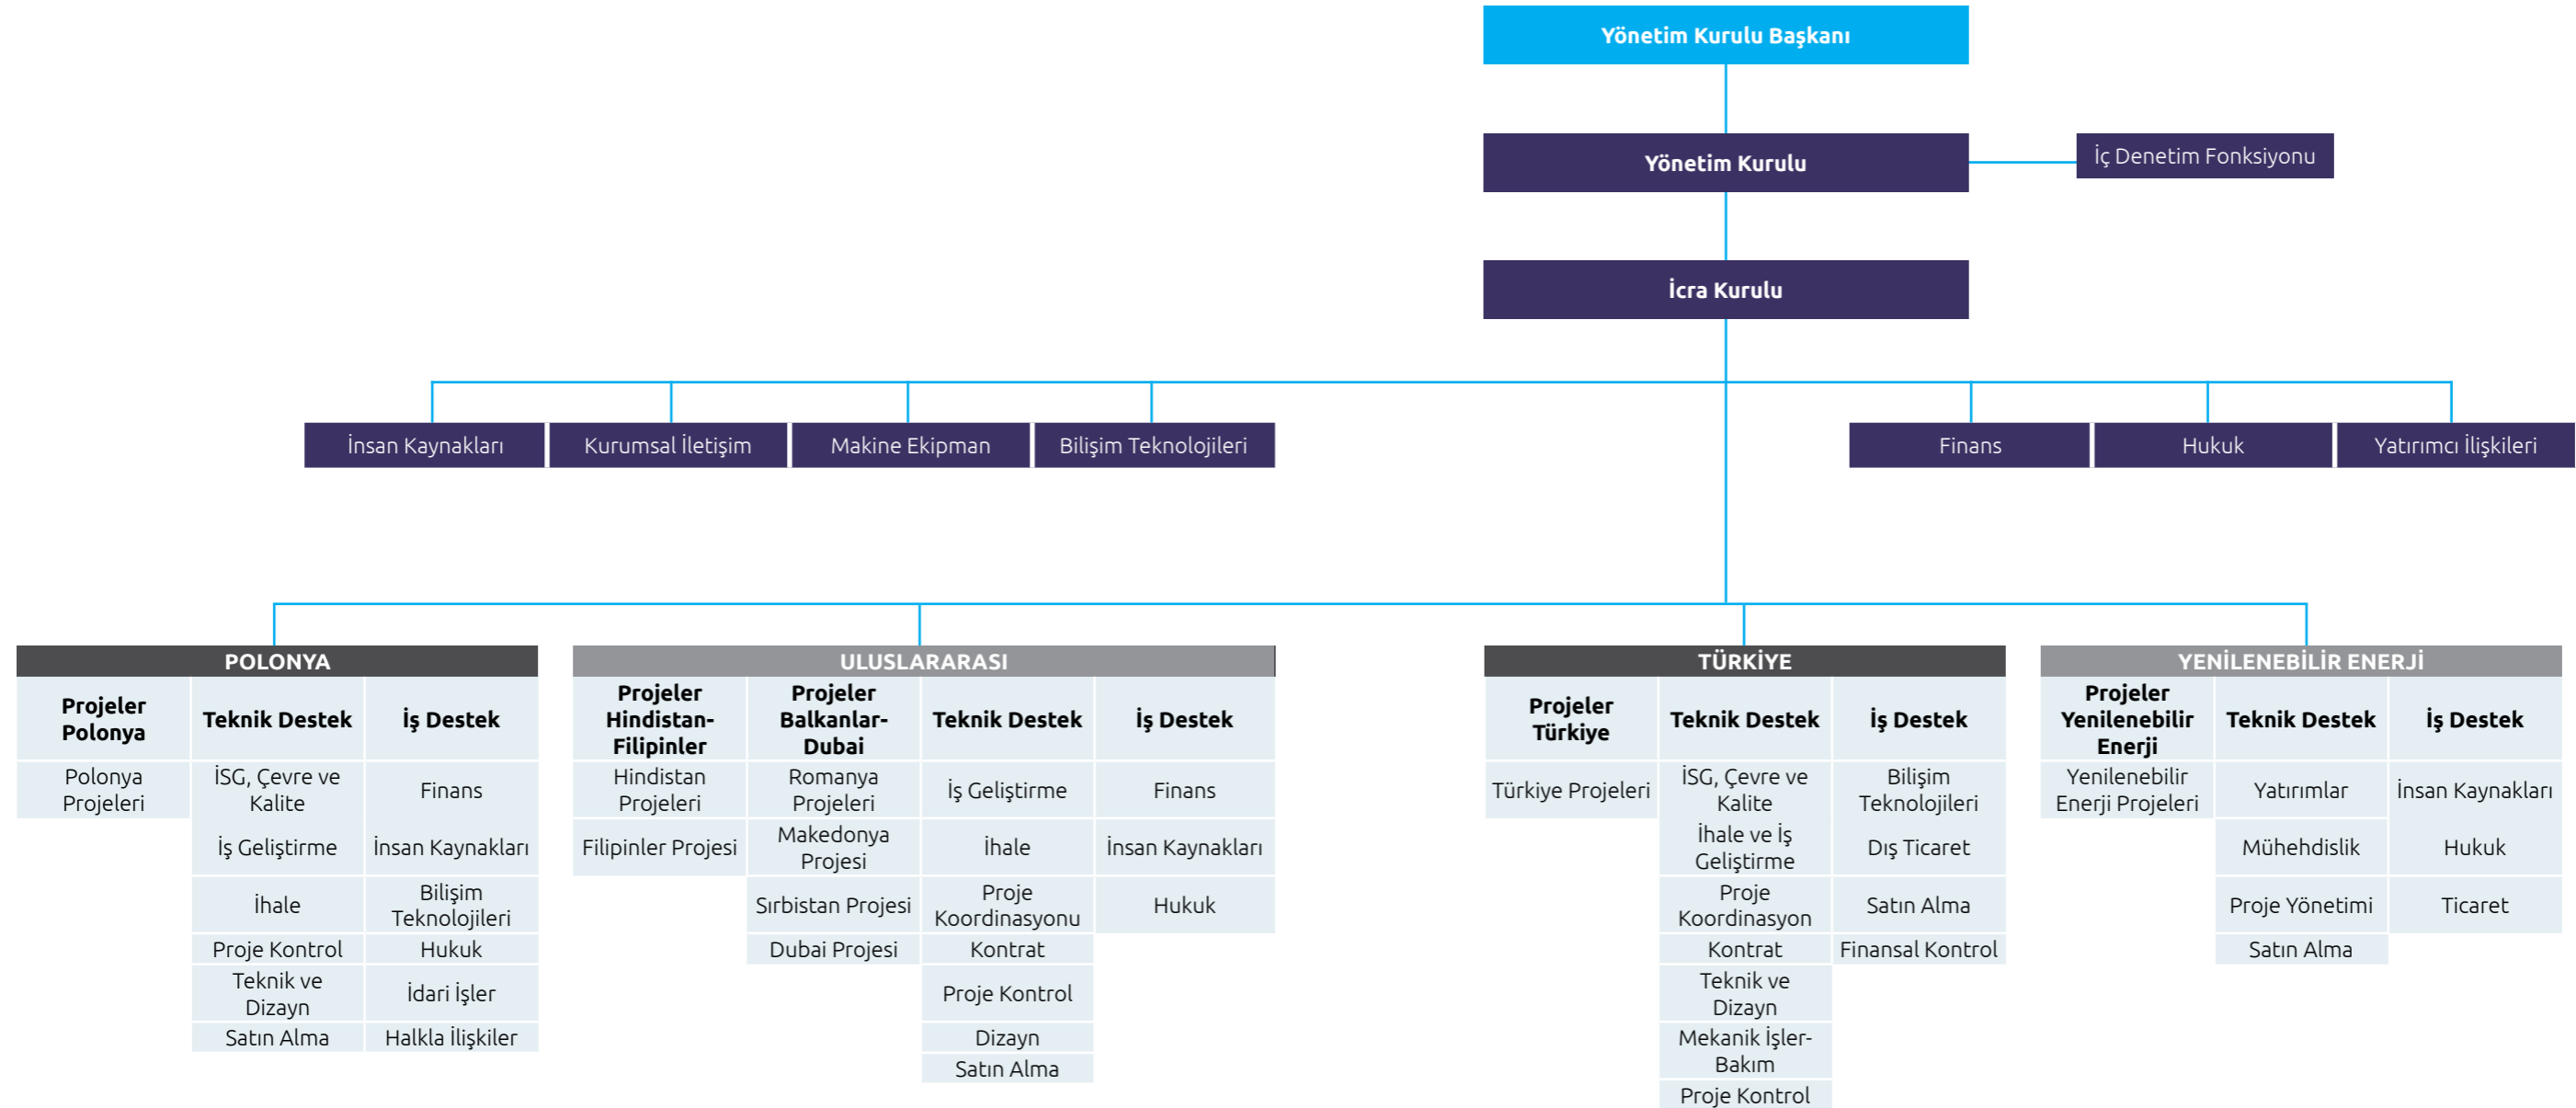 Yönetim Kurulu Başkanı
Yönetim Kurulu
İç Denetim Fonksiyonu
İcra Kurulu
İnsan Kaynakları
Kurumsal İletişim
Makine Ekipman
Bilişim Teknolojileri
Finans
Hukuk
Yatırımcı İlişkileri
POLONYA
Projeler
Polonya
Teknik Destek
İş Destek
Polonya
Projeleri
İSG, Çevre ve
Kalite
Finans
İş Geliştirme
İnsan Kaynakları
İhale
Bilişim
Teknolojileri
Proje Kontrol
Hukuk
Teknik ve
Dizayn
İdari İşler
Satın Alma
Halkla İlişkiler
ULUSLARARASI
Projeler
Hindistan-
Filipinler
Projeler
Balkanlar-
Dubai
Teknik Destek
İş Destek
Hindistan
Projeleri
Romanya
Projeleri
İş Geliştirme
Finans
Filipinler Projesi
Makedonya
Projesi
İhale
İnsan Kaynakları
Sırbistan Projesi
Proje
Koordinasyonu
Hukuk
Dubai Projesi
Kontrat
Proje Kontrol
Dizayn
Satın Alma
TÜRKİYE
Projeler
Türkiye
Teknik Destek
İş Destek
Türkiye Projeleri
İSG, Çevre ve
Kalite
Bilişim
Teknolojileri
İhale ve İş
Geliştirme
Dış Ticaret
Proje
Koordinasyon
Satın Alma
Kontrat
Finansal Kontrol
Teknik ve
Dizayn
Mekanik İşler-
Bakım
Proje Kontrol
YENİLENEBİLİR ENERJİ
Projeler
Yenilenebilir
Enerji
Teknik Destek
İş Destek
Yenilenebilir
Enerji Projeleri
Yatırımlar
İnsan Kaynakları
Mühehdislik
Hukuk
Proje Yönetimi
Ticaret
Satın Alma